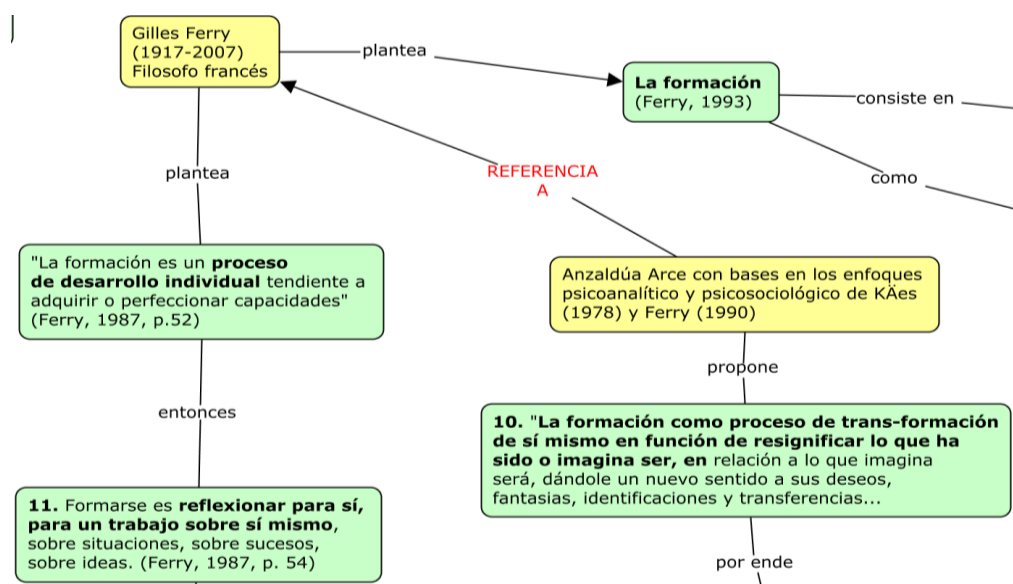 Gilles Ferry
(1917-2007)
Filosofo francés
plantea
La formación
(Ferry, 1993)
consiste en
como
plantea
REFERENCIA
A
"La formación es un proceso
de desarrollo individual tendiente a
adquirir o perfeccionar capacidades"
(Ferry, 1987, p.52)
Anzaldúa Arce con bases en los enfoques
psicoanalítico y psicosociológico de KÄes
(1978) y Ferry (1990)
propone
entonces
10. "La formación como proceso de trans-formación
de sí mismo en función de resignificar lo que ha
sido o imagina ser, en relación a lo que imagina
será, dándole un nuevo sentido a sus deseos,
fantasias, identificaciones y transferencias...
11. Formarse es reflexionar para sí,
para un trabajo sobre sí mismo,
sobre situaciones, sobre sucesos,
sobre ideas. (Ferry, 1987, p. 54)
por ende